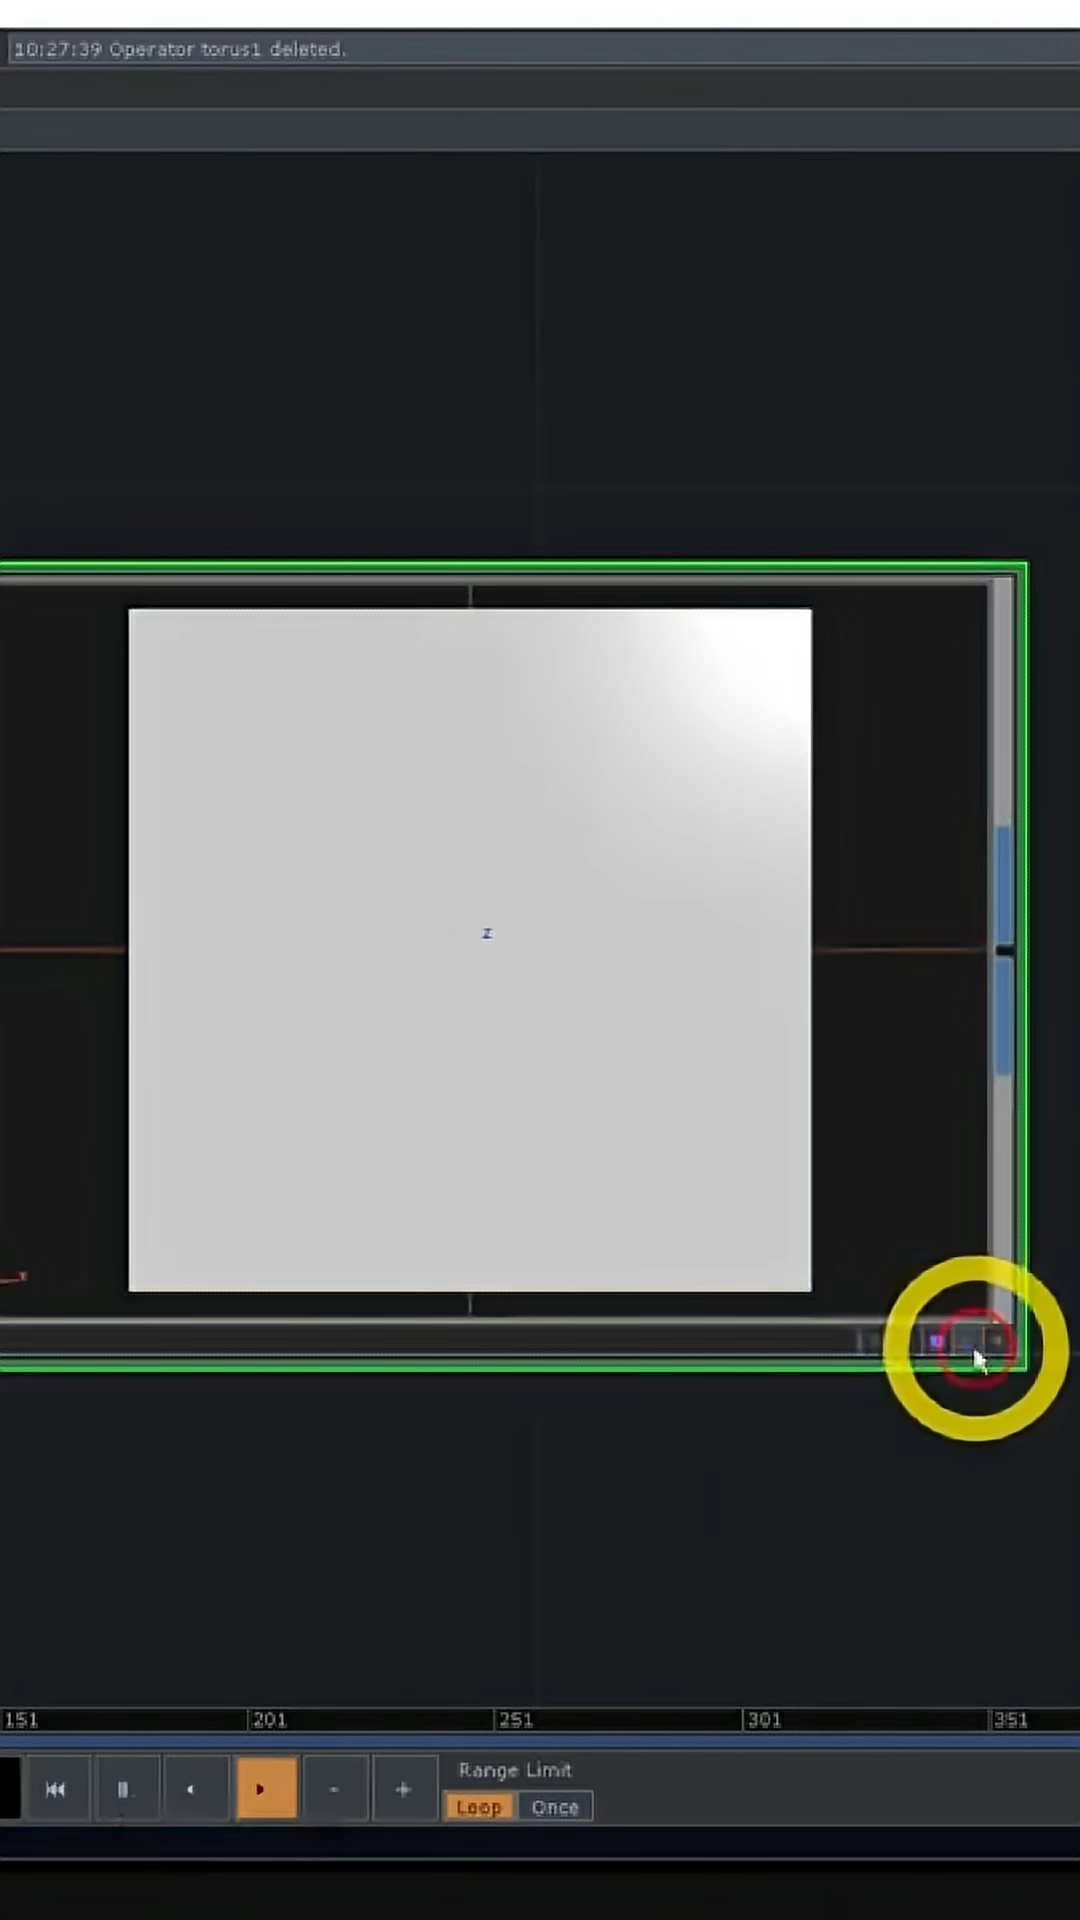 10:27:39 Operator torus1 deleted.
z
151 201 251 301 351
Range Limit
Loop Once